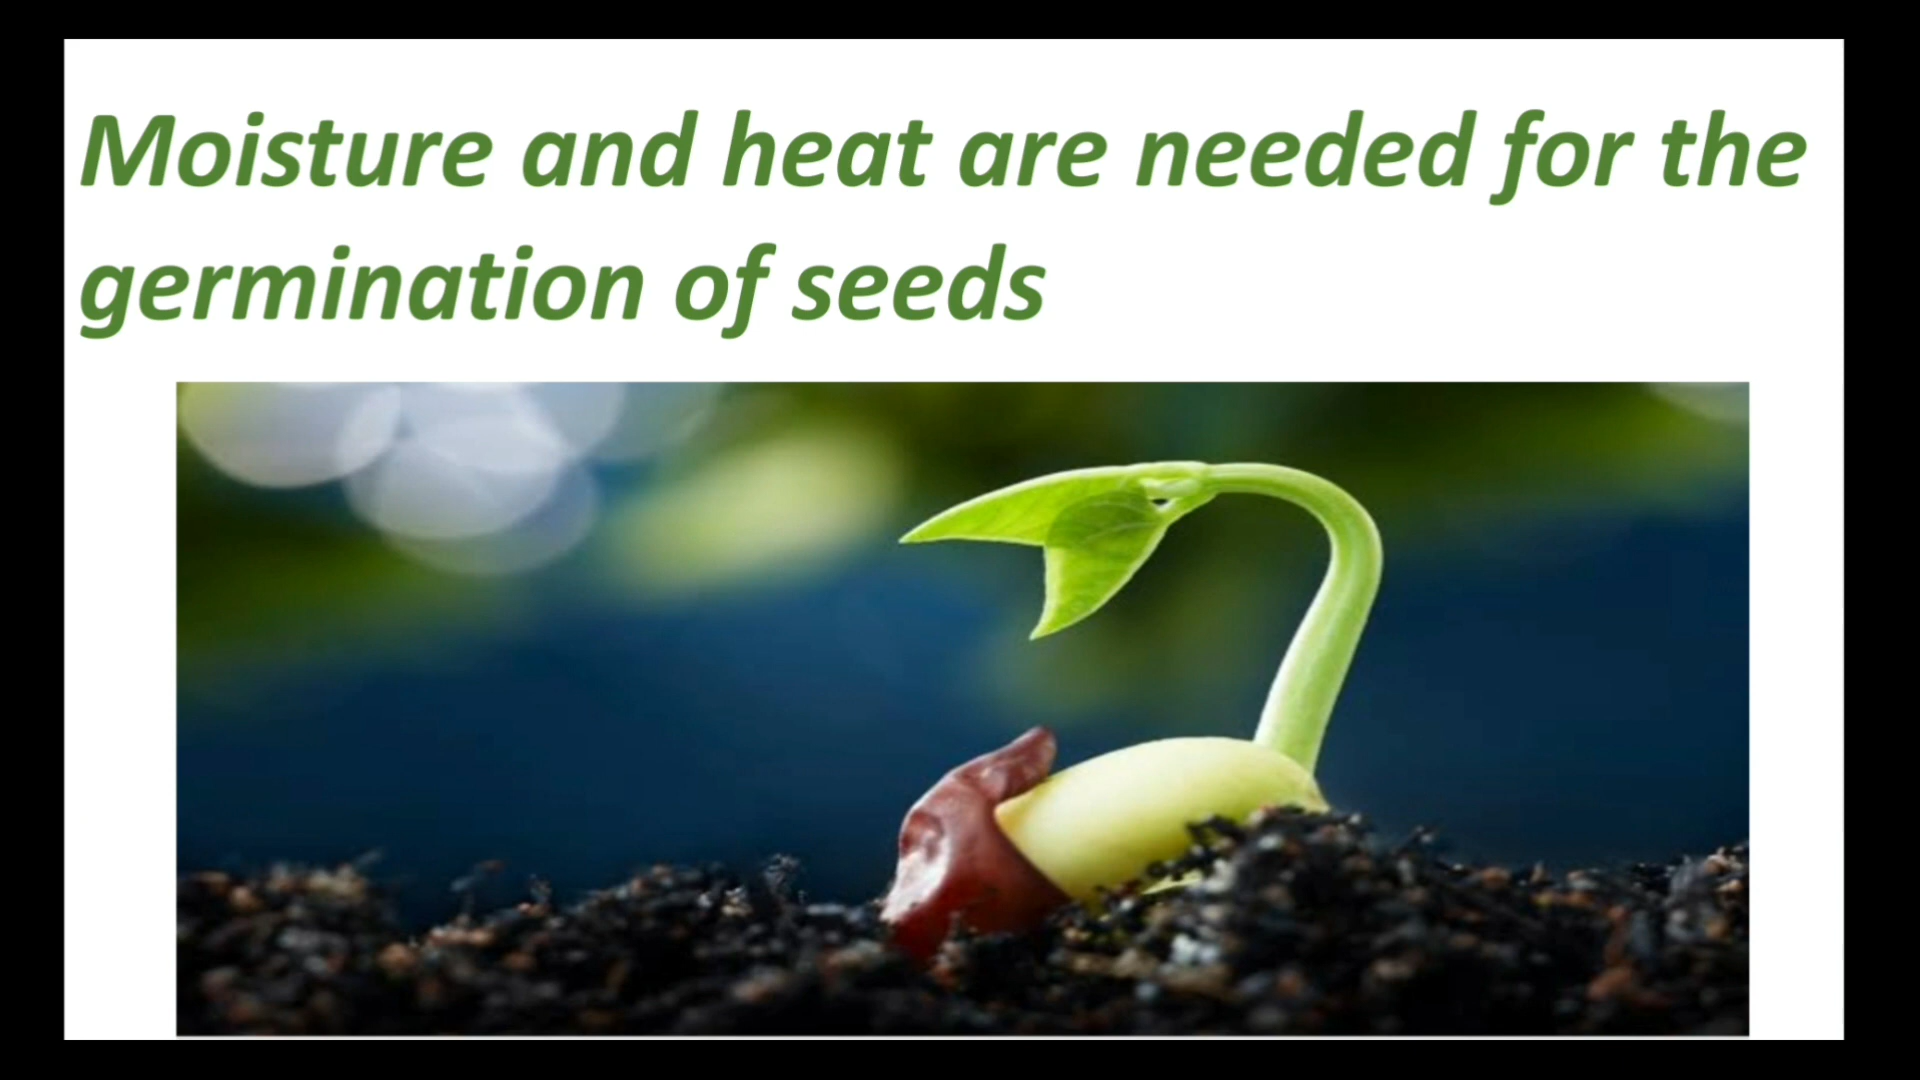 Moisture and heat are needed for the
germination of seeds